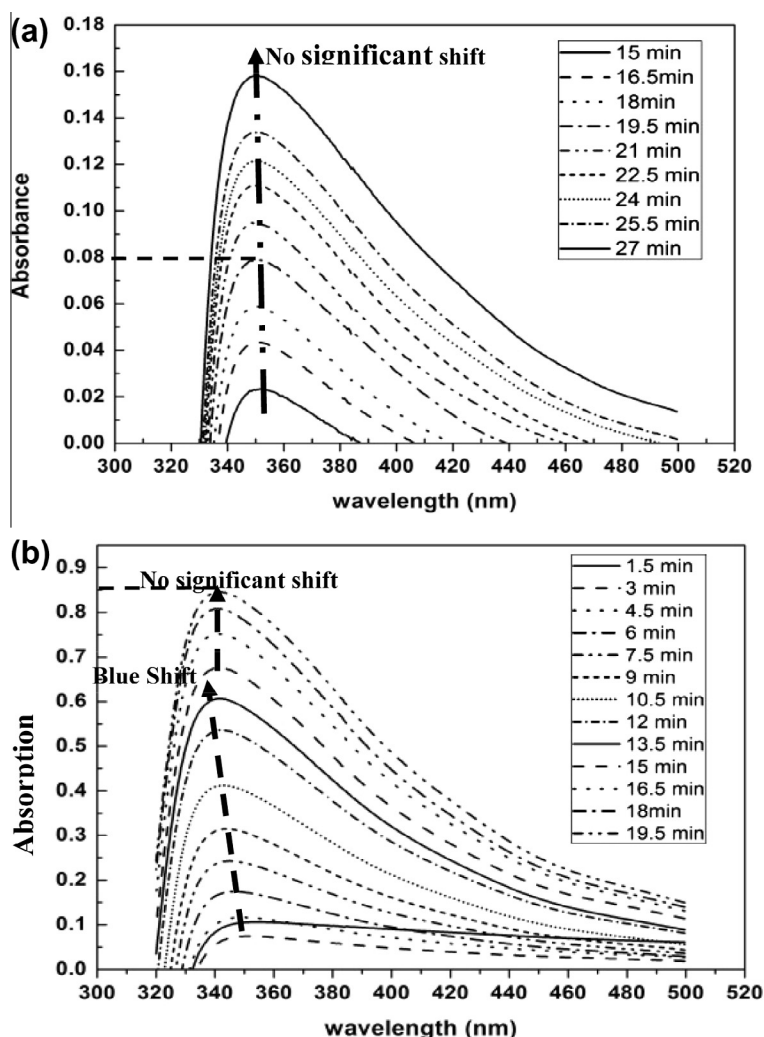 (a)
0.18
0.16
0.14
0.12
0.10
0.08
0.06
0.04
0.02
0.00
Absorbance
No significant shift
15 min
16.5min
18min
19.5 min
21 min
22.5 min
24 min
25.5 min
27 min
300 320 340 360 380 400 420 440 460 480 500 520
wavelength (nm)
(b)
0.9
0.8
0.7
0.6
0.5
0.4
0.3
0.2
0.1
0.0
Absorption
No significant shift
Blue Shift
1.5 min
3 min
4.5 min
6 min
7.5 min
9 min
10.5 min
12 min
13.5 min
15 min
16.5 min
18min
19.5 min
300 320 340 360 380 400 420 440 460 480 500 520
wavelength (nm)